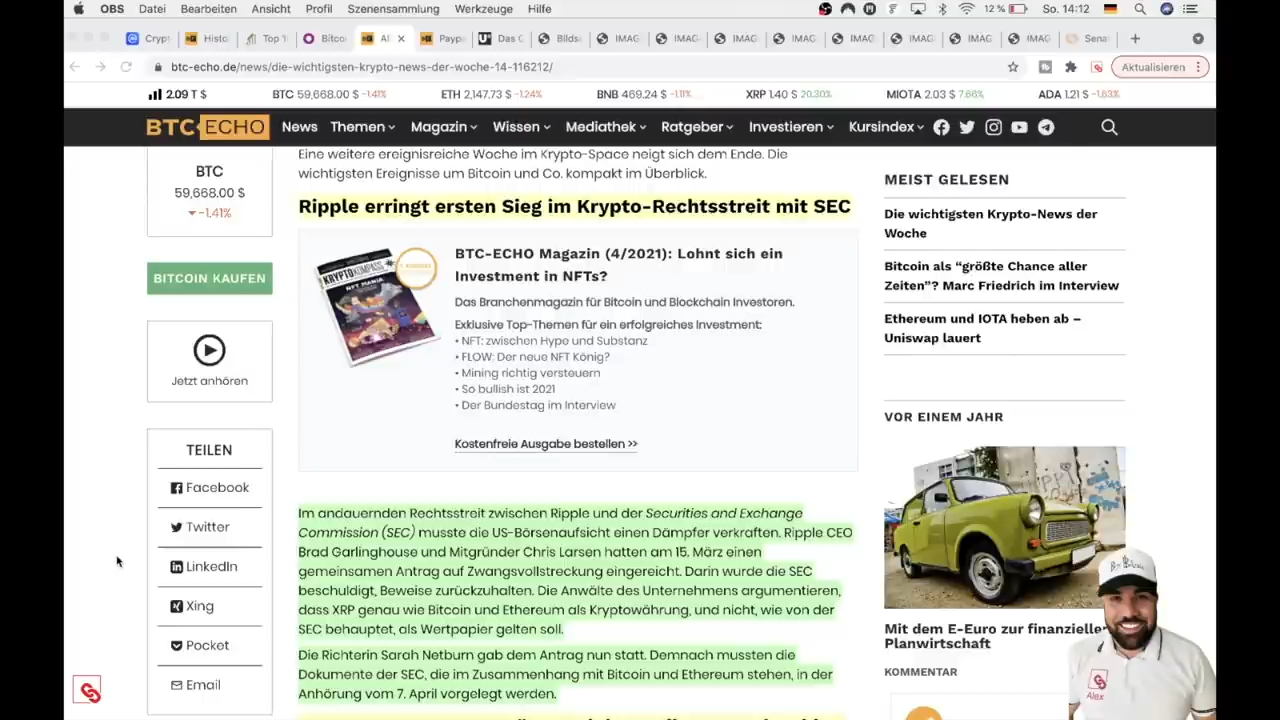 OBS Datei Bearbeiten Ansicht Profil Szenensammlung Werkzeuge Hilfe 12 % So. 14:12
Crypt Histo Top Bitco Al Paypa Das C Bilds IMAG IMAG IMAG IMAG IMAG IMAG IMAG IMAG Sena
btc-echo.de/news/die-wichtigsten-krypto-news-der-woche-14-116212/ Aktualisieren
2.09 T $ BTC 59,668.00 $ -1.41% ETH 2,147.73 $ -1.24% BNB 469.24 $ -1.11% XRP 1.40 $ 20.30% MIOTA 2.03 $ 7.66% ADA 1.21 $ -1.63%
BTC ECHO News Themen Magazin Wissen Mediathek Ratgeber Investieren Kursindex
BTC
59,668.00 $
-1.41%
BITCOIN KAUFEN
Jetzt anhören
TEILEN
Facebook
Twitter
LinkedIn
Xing
Pocket
Email
Eine weitere ereignisreiche Woche im Krypto-Space neigt sich dem Ende. Die
wichtigsten Ereignisse um Bitcoin und Co. kompakt im Überblick.
Ripple erringt ersten Sieg im Krypto-Rechtsstreit mit SEC
KRYPTOKOMPASS
NFT MANIA
BTC-ECHO Magazin (4/2021): Lohnt sich ein
Investment in NFTs?
Das Branchenmagazin für Bitcoin und Blockchain Investoren.
Exklusive Top-Themen für ein erfolgreiches Investment:
• NFT: zwischen Hype und Substanz
• FLOW: Der neue NFT König?
• Mining richtig versteuern
• So bullish ist 2021
• Der Bundestag im Interview
Kostenfreie Ausgabe bestellen >>
Im andauernden Rechtsstreit zwischen Ripple und der Securities and Exchange
Commission (SEC) musste die US-Börsenaufsicht einen Dämpfer verkraften. Ripple CEO
Brad Garlinghouse und Mitgründer Chris Larsen hatten am 15. März einen
gemeinsamen Antrag auf Zwangsvollstreckung eingereicht. Darin wurde die SEC
beschuldigt, Beweise zurückzuhalten. Die Anwälte des Unternehmens argumentieren,
dass XRP genau wie Bitcoin und Ethereum als Kryptowährung, und nicht, wie von der
SEC behauptet, als Wertpapier gelten soll.
Die Richterin Sarah Netburn gab dem Antrag nun statt. Demnach mussten die
Dokumente der SEC, die im Zusammenhang mit Bitcoin und Ethereum stehen, in der
Anhörung vom 7. April vorgelegt werden.
MEIST GELESEN
Die wichtigsten Krypto-News der
Woche
Bitcoin als “größte Chance aller
Zeiten”? Marc Friedrich im Interview
Ethereum und IOTA heben ab –
Uniswap lauert
VOR EINEM JAHR
Mit dem E-Euro zur finanzielle
Planwirtschaft
KOMMENTAR
Alex